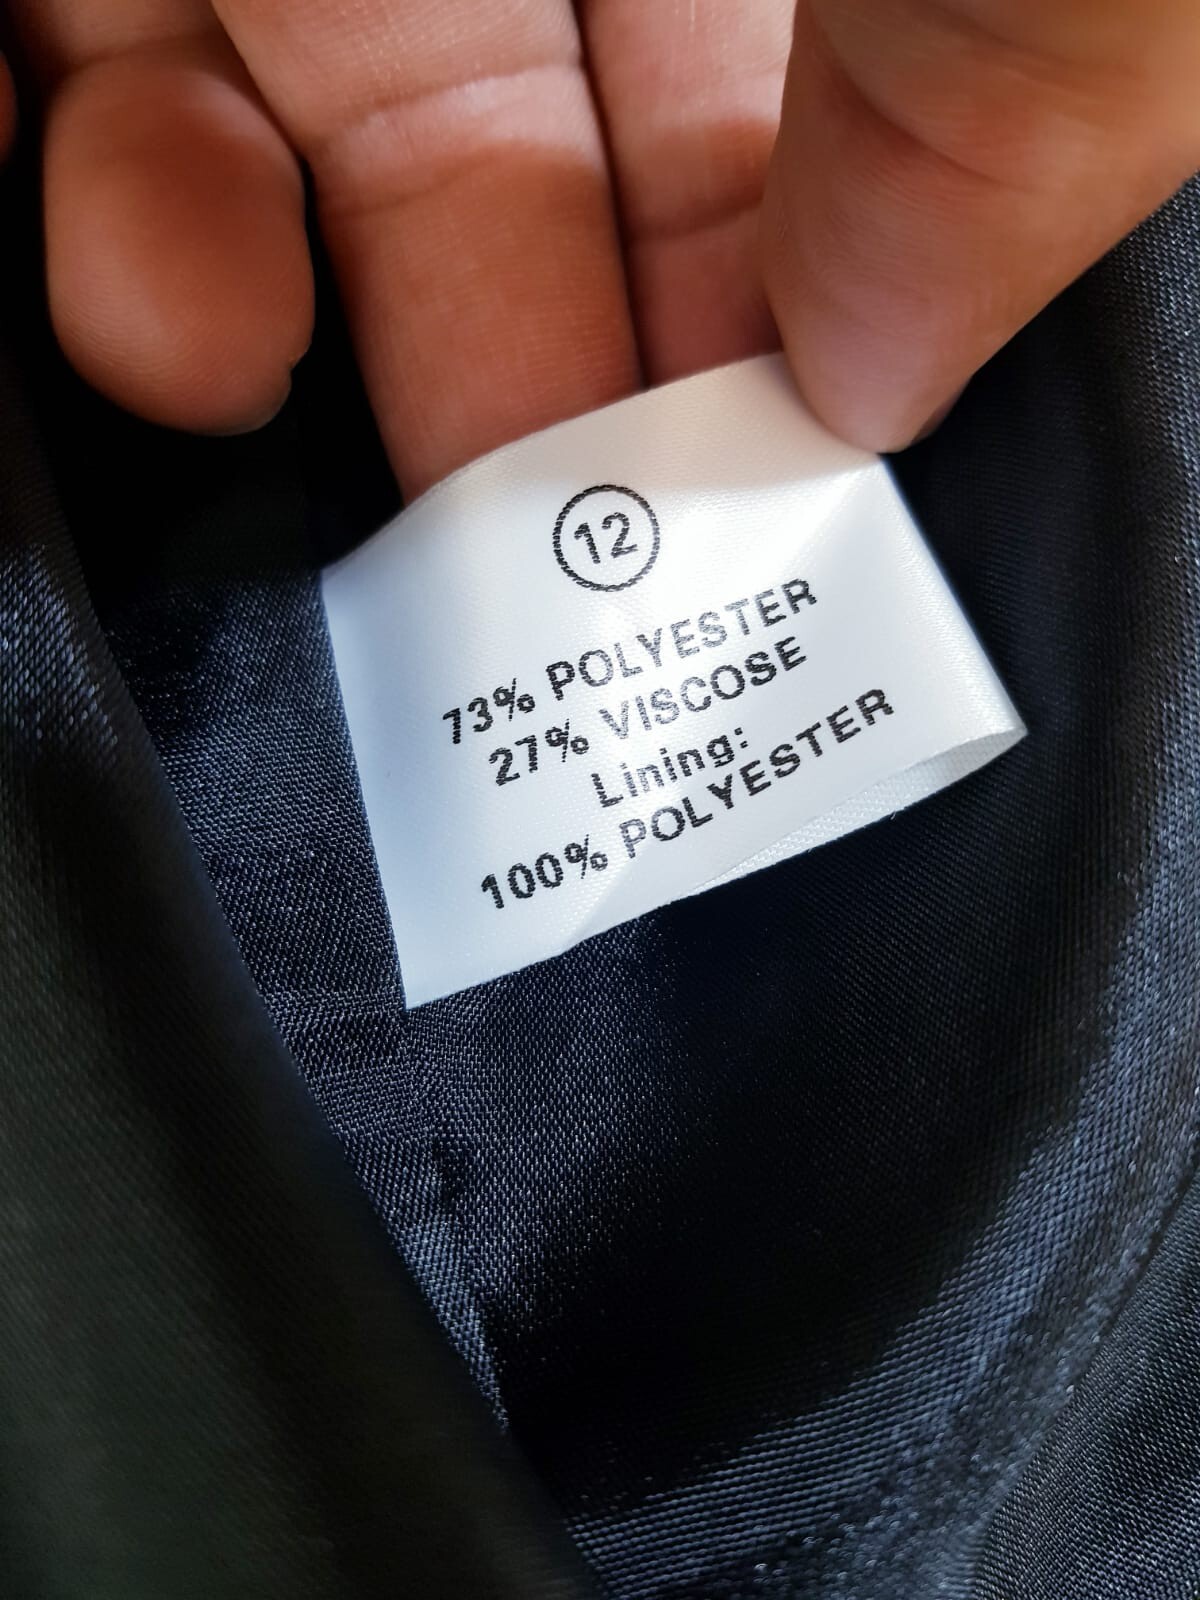 12
73% POLYESTER
27% VISCOSE
Lining:
100% POLYESTER